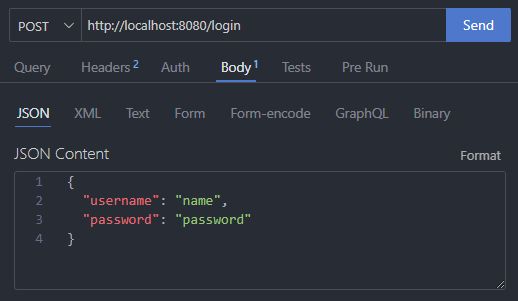 POST http://localhost:8080/login Send
Query Headers 2 Auth Body 1 Tests Pre Run
JSON XML Text Form Form-encode GraphQL Binary
JSON Content Format
1 {
2 "username": "name",
3 "password": "password"
4 }